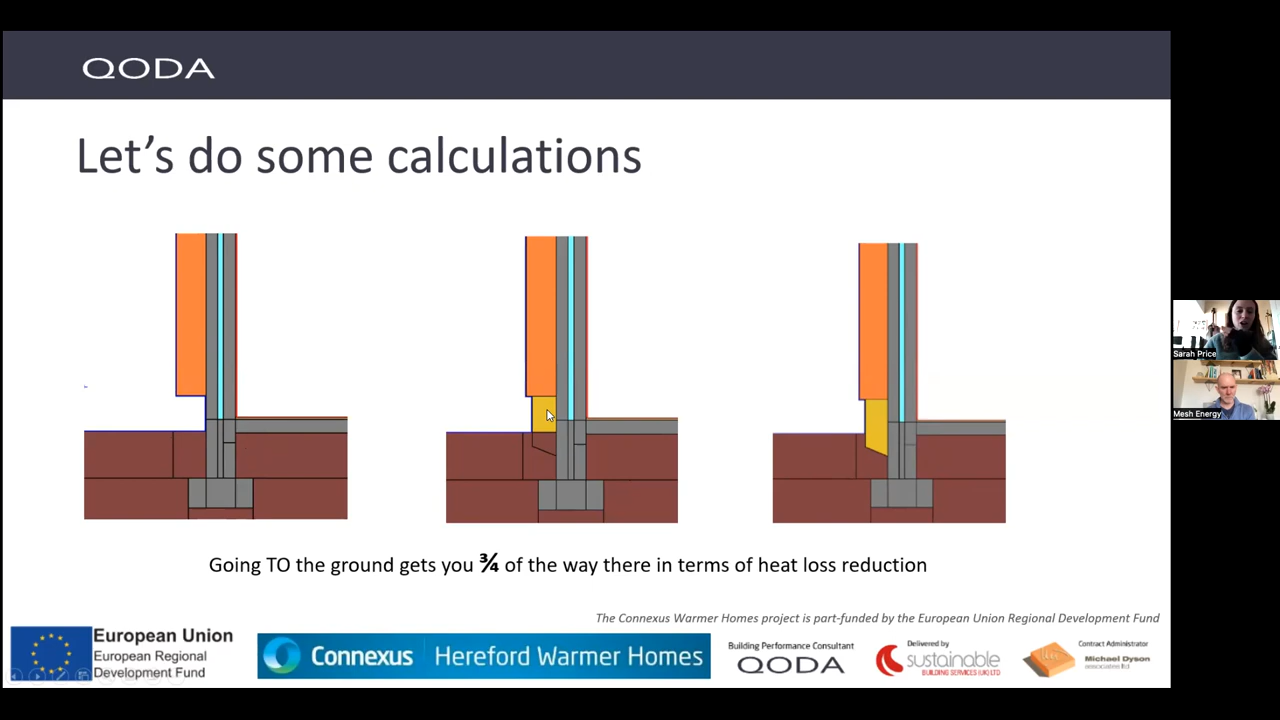 QODA
Let's do some calculations
Going TO the ground gets you ¾ of the way there in terms of heat loss reduction
The Connexus Warmer Homes project is part-funded by the European Union Regional Development Fund
European Union
European Regional
Development Fund
Connexus
Hereford Warmer Homes
Building Performance Consultant
QODA
Delivered by
sustainable
BUILDING SERVICES (UK) LTD
Contract Administrator
Michael Dyson
associates ltd
Sarah Price
Mesh Energy